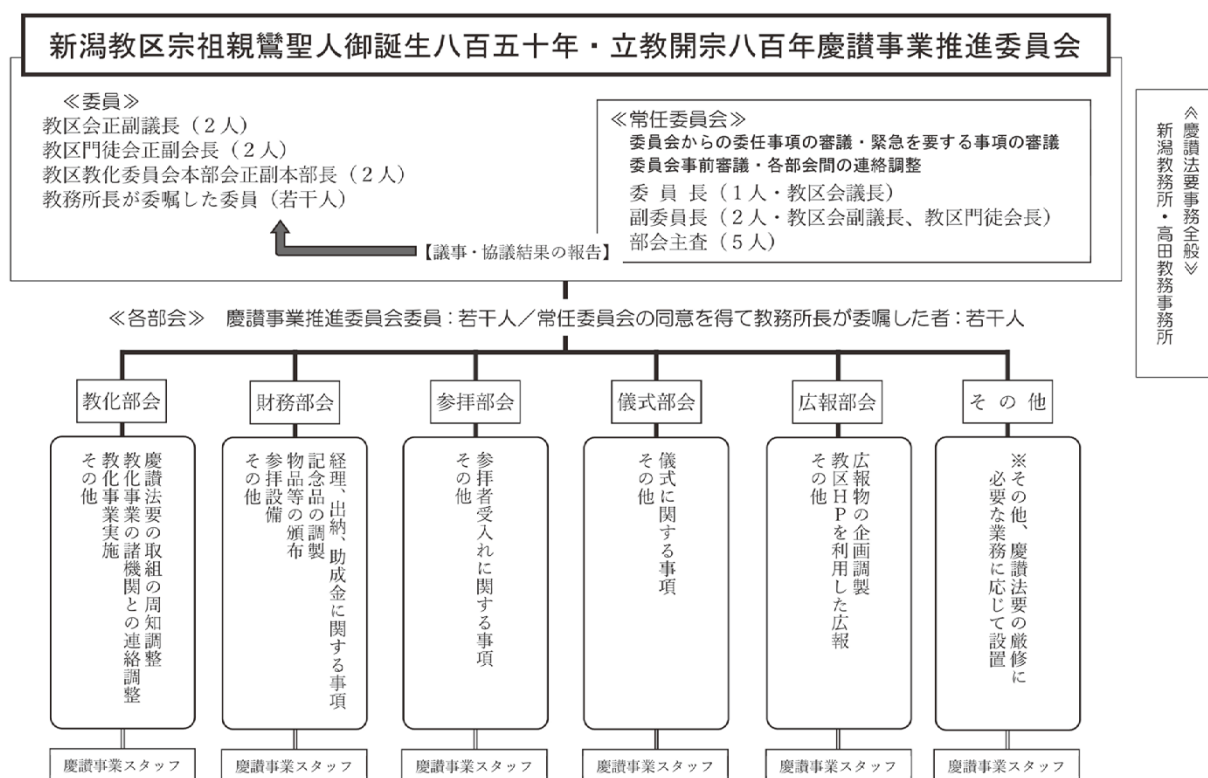 新潟教区宗祖親鸞聖人御誕生八百五十年・立教開宗八百年慶讃事業推進委員会
≪委員≫
教区会正副議長（２人）
教区門徒会正副会長（２人）
教区教化委員会本部会正副本部長（２人）
教務所長が委嘱した委員（若干人）
≪常任委員会≫
委員会からの委任事項の審議・緊急を要する事項の審議
委員会事前審議・各部会間の連絡調整
委 員 長（１人・教区会議長）
副委員長（２人・教区会副議長、教区門徒会長）
部会主査（５人）
【議事・協議結果の報告】
≪慶讃法要事務全般≫
新潟教務所・高田教務事務所
≪各部会≫　慶讃事業推進委員会委員：若干人／常任委員会の同意を得て教務所長が委嘱した者：若干人
教化部会
慶讃法要の取組の周知調整
教化事業の諸機関との連絡調整
教化事業実施
その他
慶讃事業スタッフ
財務部会
経理、出納、助成金に関する事項
記念品の調製
物品等の頒布
参拝設備
その他
慶讃事業スタッフ
参拝部会
参拝者受入れに関する事項
その他
慶讃事業スタッフ
儀式部会
儀式に関する事項
その他
慶讃事業スタッフ
広報部会
広報物の企画調製
教区ＨＰを利用した広報
その他
慶讃事業スタッフ
そ の 他
※その他、慶讃法要の厳修に
必要な業務に応じて設置
慶讃事業スタッフ